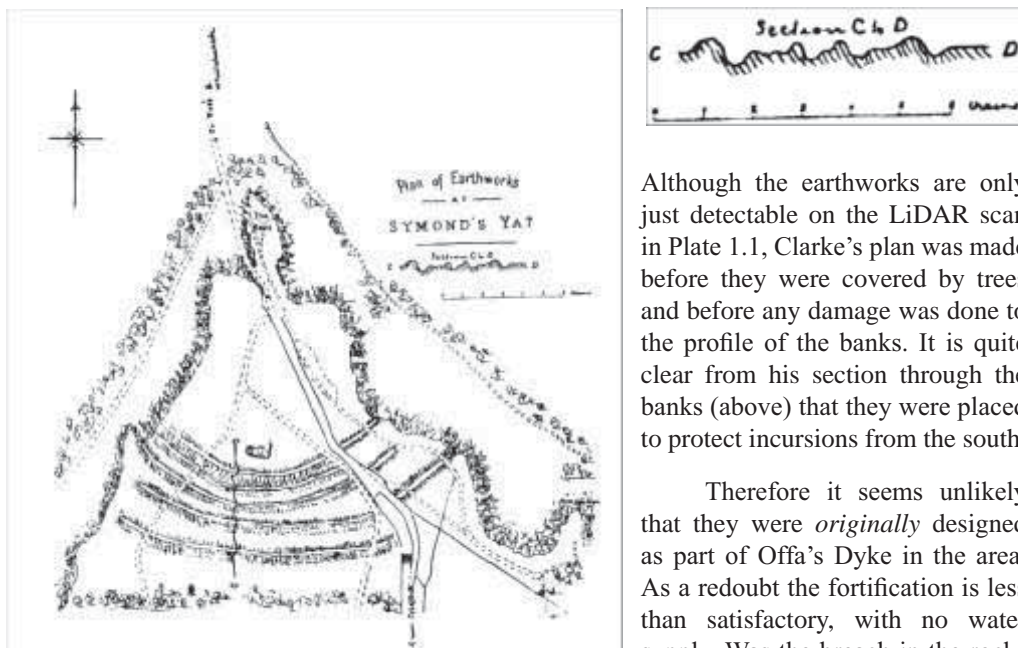 Plan of Earthworks
AT
SYMOND'S YAT
Section C to D
C D
Section C to D
C D
Although the earthworks are only
just detectable on the LiDAR scan
in Plate 1.1, Clarke's plan was made
before they were covered by trees
and before any damage was done to
the profile of the banks. It is quite
clear from his section through the
banks (above) that they were placed
to protect incursions from the south.
Therefore it seems unlikely
that they were originally designed
as part of Offa's Dyke in the area.
As a redoubt the fortification is less
than satisfactory, with no water